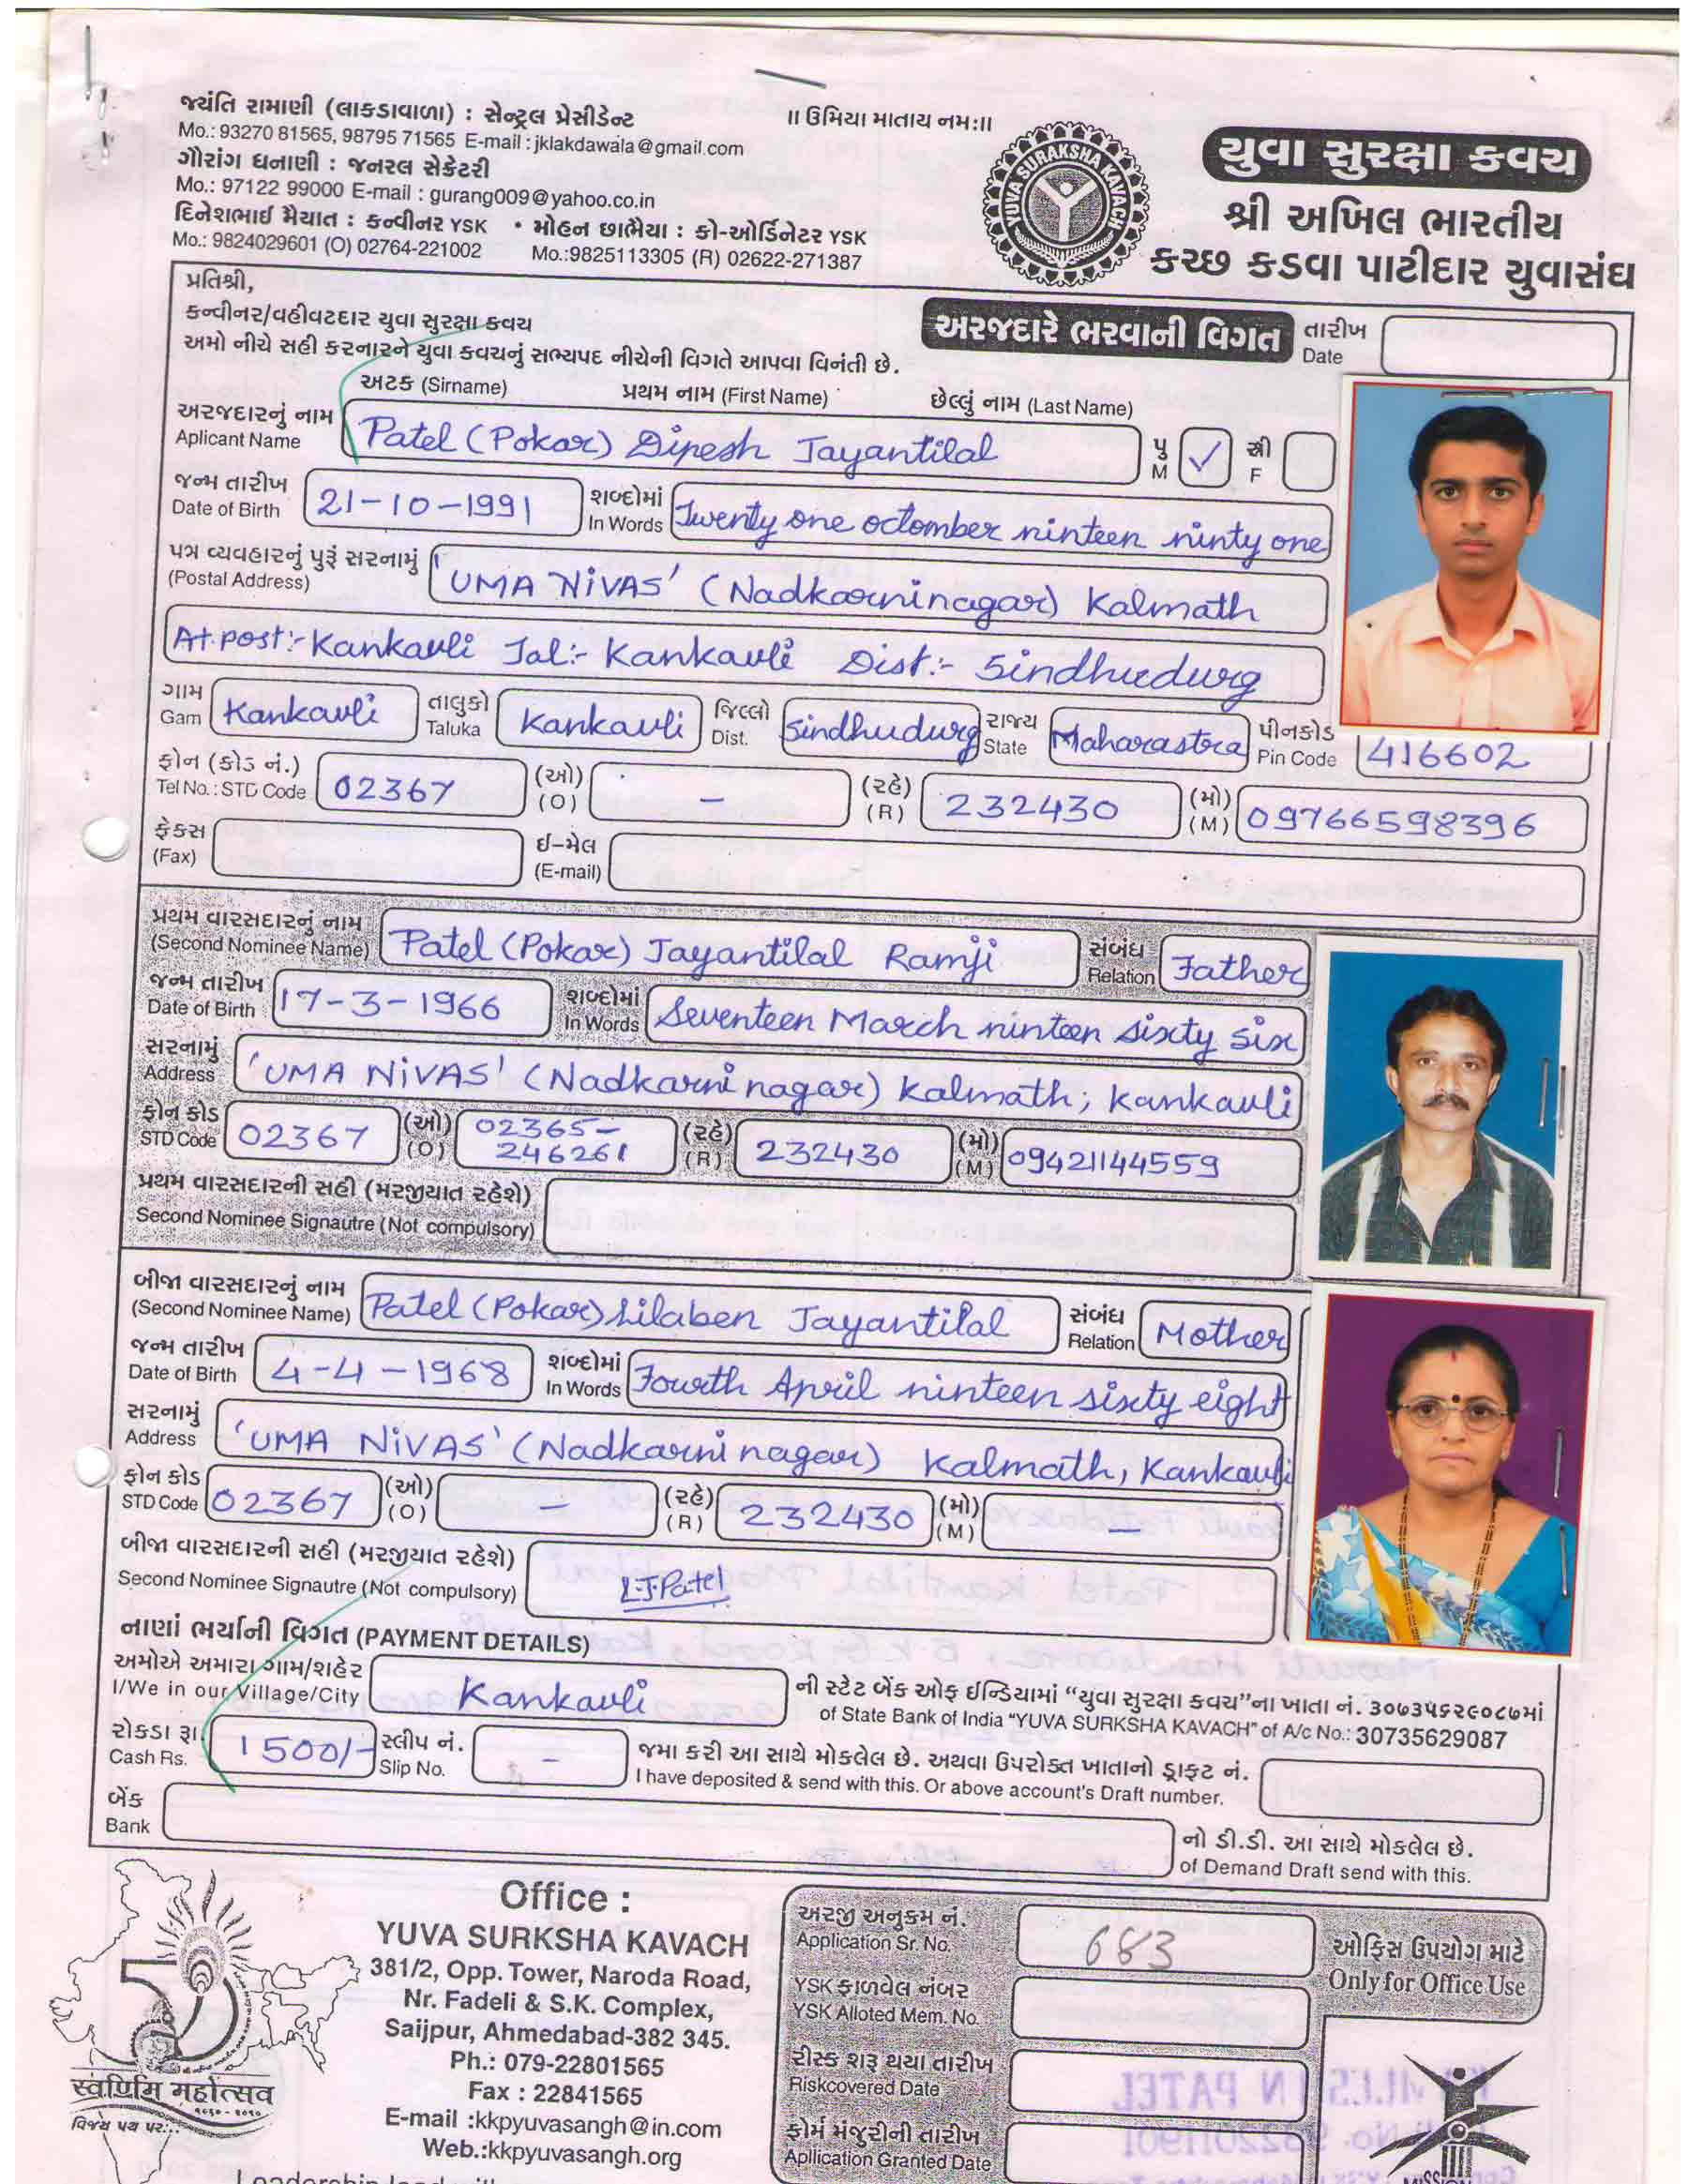 જયંતિ રામાણી (લાકડાવાળા) : સેન્ટ્રલ પ્રેસીડેન્ટ
Mo.: 93270 81565, 98795 71565 E-mail : jklakdawala@gmail.com
ગૌરાંગ ધનાણી : જનરલ સેક્રેટરી
Mo.: 97122 99000 E-mail : gurang009@yahoo.co.in
દિનેશભાઈ મૈયાત : કન્વીનર YSK • મોહન છાભૈયા : કો-ઓર્ડિનેટર YSK
Mo.: 9824029601 (O) 02764-221002 Mo.:9825113305 (R) 02622-271387
॥ ઉમિયા માતાય નમ:॥
YUVA SURAKSHA KAVACH
યુવા સુરક્ષા કવચ
શ્રી અખિલ ભારતીય
કચ્છ કડવા પાટીદાર યુવાસંઘ
પ્રતિશ્રી,
કન્વીનર/વહીવટદાર યુવા સુરક્ષા કવચ
અમો નીચે સહી કરનારને યુવા કવચનું સભ્યપદ નીચેની વિગતે આપવા વિનંતી છે.
અરજદારે ભરવાની વિગત તારીખ Date
અટક (Sirname) પ્રથમ નામ (First Name) છેલ્લું નામ (Last Name)
અરજદારનું નામ Aplicant Name Patel (Pokar) Dipesh Jayantilal પુ M ✓ સ્ત્રી F
જન્મ તારીખ Date of Birth 21-10-1991 શબ્દોમાં In Words Twenty one octomber ninteen ninty one
પત્ર વ્યવહારનું પુરૂં સરનામું (Postal Address) 'UMA NiVAS' (Nadkarninagar) Kalmath
At.post:- Kankavli Tal:- Kankavli Dist:- Sindhudurg
ગામ Gam Kankavli તાલુકો Taluka Kankavli જિલ્લો Dist. Sindhudurg રાજ્ય State Maharastra પીનકોડ Pin Code 416602
ફોન (કોડ નં.) Tel No. : STD Code 02367 (ઓ) (O) - (રહે) (R) 232430 (મો) (M) 09766598396
ફેક્સ (Fax) ઈ-મેલ (E-mail)
પ્રથમ વારસદારનું નામ (Second Nominee Name) Patel (Pokar) Jayantilal Ramji સંબંધ Relation Father
જન્મ તારીખ Date of Birth 17-3-1966 શબ્દોમાં In Words Seventeen March ninteen sixty six
સરનામું Address 'UMA NiVAS' (Nadkarni nagar) Kalmath, Kankavli
ફોન કોડ STD Code 02367 (ઓ) (O) 02365-246261 (રહે) (R) 232430 (મો) (M) 09421144559
પ્રથમ વારસદારની સહી (મરજીયાત રહેશે)
Second Nominee Signautre (Not compulsory)
બીજા વારસદારનું નામ (Second Nominee Name) Patel (Pokar) Lilaben Jayantilal સંબંધ Relation Mother
જન્મ તારીખ Date of Birth 4-4-1968 શબ્દોમાં In Words Fourth April ninteen sixty eight
સરનામું Address 'UMA NiVAS' (Nadkarni nagar) Kalmath, Kankavli
ફોન કોડ STD Code 02367 (ઓ) (O) - (રહે) (R) 232430 (મો) (M) -
બીજા વારસદારની સહી (મરજીયાત રહેશે)
Second Nominee Signautre (Not compulsory) L.J.Patel
નાણાં ભર્યાની વિગત (PAYMENT DETAILS)
અમોએ અમારા ગામ/શહેર I/We in our Village/City Kankavli ની સ્ટેટ બેંક ઓફ ઈન્ડિયામાં “યુવા સુરક્ષા કવચ”ના ખાતા નં. ૩૦૭૩૫૬૨૯૦૮૭માં
of State Bank of India “YUVA SURKSHA KAVACH” of A/c No.: 30735629087
રોકડા રૂા. Cash Rs. 1500/- સ્લીપ નં. Slip No. - જમા કરી આ સાથે મોકલેલ છે. અથવા ઉપરોક્ત ખાતાનો ડ્રાફ્ટ નં.
I have deposited & send with this. Or above account's Draft number.
બેંક Bank નો ડી.ડી. આ સાથે મોકલેલ છે.
of Demand Draft send with this.
स्वर्णिम महोत्सव
૧૯૬૦ - ૨૦૧૦
વિજય પથ પર...
Office :
YUVA SURKSHA KAVACH
381/2, Opp. Tower, Naroda Road,
Nr. Fadeli & S.K. Complex,
Saijpur, Ahmedabad-382 345.
Ph.: 079-22801565
Fax : 22841565
E-mail :kkpyuvasangh@in.com
Web.:kkpyuvasangh.org
અરજી અનુક્રમ નં. Application Sr. No. 683
YSK ફાળવેલ નંબર YSK Alloted Mem. No.
રીસ્ક શરૂ થયા તારીખ Riskcovered Date
ફોર્મ મંજુરીની તારીખ Apllication Granted Date
ઓફિસ ઉપયોગ માટે
Only for Office Use